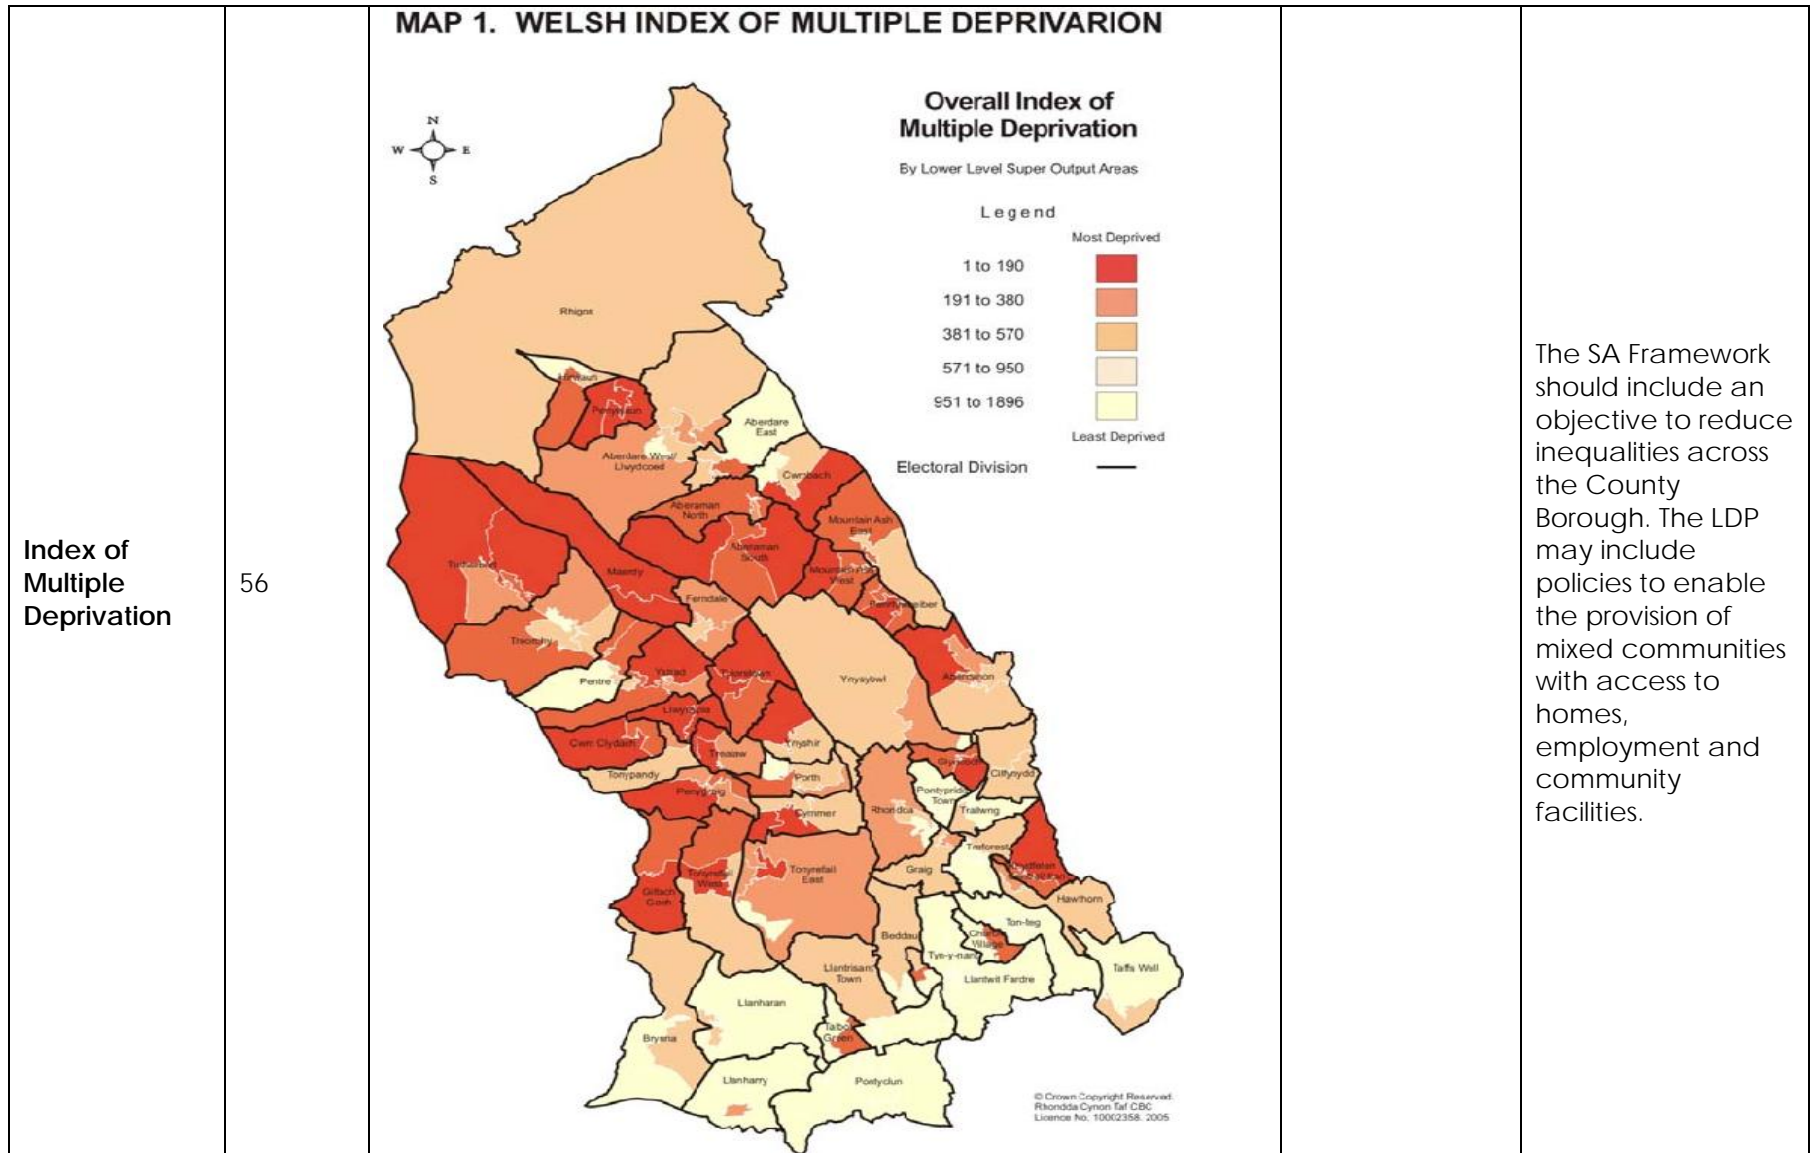 MAP 1. WELSH INDEX OF MULTIPLE DEPRIVARION
Overall Index of
Multiple Deprivation
By Lower Level Super Output Areas
Legend
Most Deprived
1 to 190
191 to 380
381 to 570
571 to 950
951 to 1896
Least Deprived
Electoral Division
N
W E
S
Rhigos
Aberdare
East
Aberdare West/
Llwydcoed
Cwmbach
Aberaman
North
Mountain Ash
East
Aberaman
South
Maerdy
Mountain Ash
West
Ferndale
Treorchy
Pentre
Ystrad
Ynysybwl
Abercynon
Llwynypia
Cwm Clydach
Trealaw
Ynyshir
Tonypandy
Porth
Glyncoch
Cilfynydd
Penygraig
Pontypridd
Town
Cymmer
Rhondda
Trallwng
Treforest
Tonyrefail
West
Tonyrefail
East
Graig
Gilfach
Goch
Hawthorn
Beddau
Ton-teg
Church
Village
Tyn-y-nant
Taffs Well
Llantrisant
Town
Llantwit Fardre
Llanharan
Talbot
Green
Brynna
Llanharry
Pontyclun
© Crown Copyright Reserved.
Rhondda Cynon Taf CBC
Licence No. 10002358. 2005
Index of
Multiple
Deprivation
56
The SA Framework
should include an
objective to reduce
inequalities across
the County
Borough. The LDP
may include
policies to enable
the provision of
mixed communities
with access to
homes,
employment and
community
facilities.